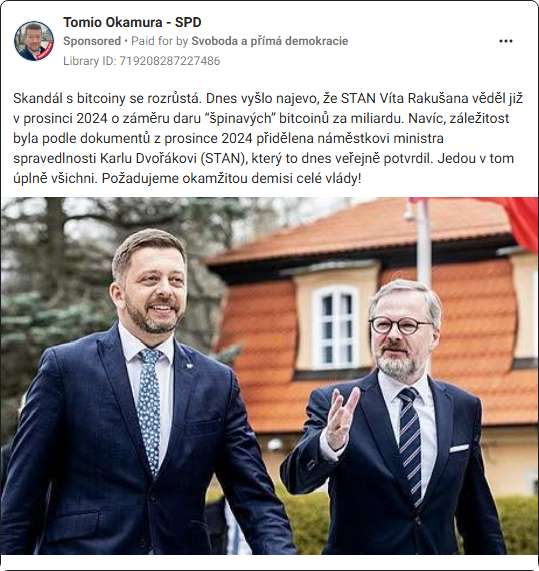 Tomio Okamura - SPD
Sponsored • Paid for by Svoboda a přímá demokracie
Library ID: 719208287227486
Skandál s bitcoiny se rozrůstá. Dnes vyšlo najevo, že STAN Víta Rakušana věděl již
v prosinci 2024 o záměru daru “špinavých” bitcoinů za miliardu. Navíc, záležitost
byla podle dokumentů z prosince 2024 přidělena náměstkovi ministra
spravedlnosti Karlu Dvořákovi (STAN), který to dnes veřejně potvrdil. Jedou v tom
úplně všichni. Požadujeme okamžitou demisi celé vlády!